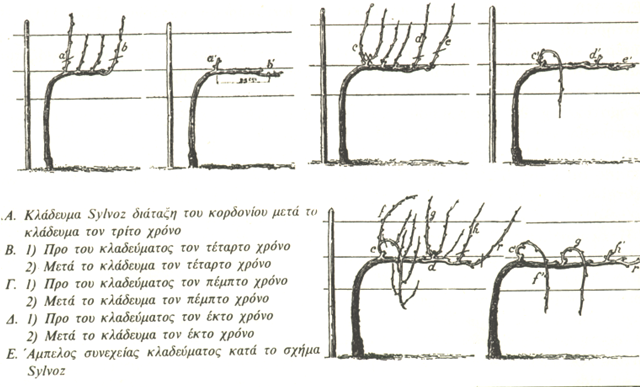 a b a' b'
c d e c' d' e'
.Α. Κλάδευμα Sylvoz διάταξη του κορδονίου μετά το
κλάδευμα τον τρίτο χρόνο
Β. 1) Προ του κλαδεύματος τον τέταρτο χρόνο
2) Μετά το κλάδευμα τον τέταρτο χρόνο
Γ. 1) Προ του κλαδεύματος τον πέμπτο χρόνο
2) Μετά το κλάδευμα τον πέμπτο χρόνο
Δ. 1) Προ του κλαδεύματος τον έκτο χρόνο
2) Μετά το κλάδευμα τον έκτο χρόνο
Ε. Άμπελος συνεχείας κλαδεύματος κατά το σχήμα
Sylvoz
f g h e d r e g h' f'